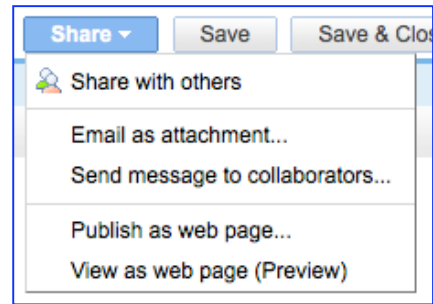 Share Save Save & Clos
Share with others
Email as attachment...
Send message to collaborators...
Publish as web page...
View as web page (Preview)